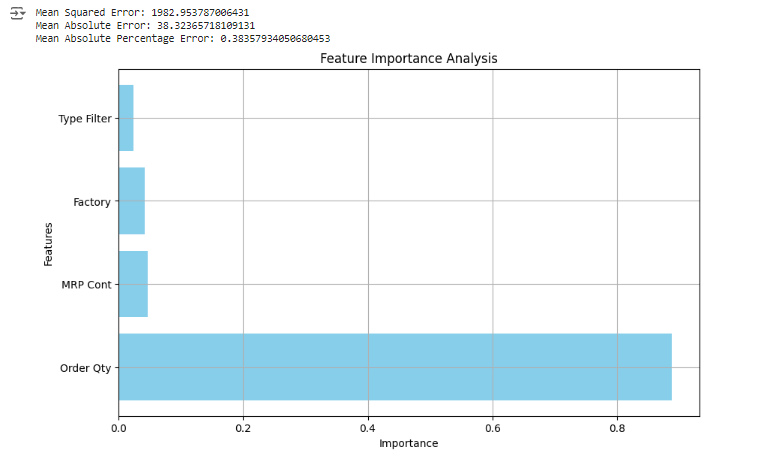 Mean Squared Error: 1982.953787006431
Mean Absolute Error: 38.32365718109131
Mean Absolute Percentage Error: 0.38357934050680453
Feature Importance Analysis
Type Filter
Factory
MRP Cont
Order Qty
Features
0.0 0.2 0.4 0.6 0.8
Importance